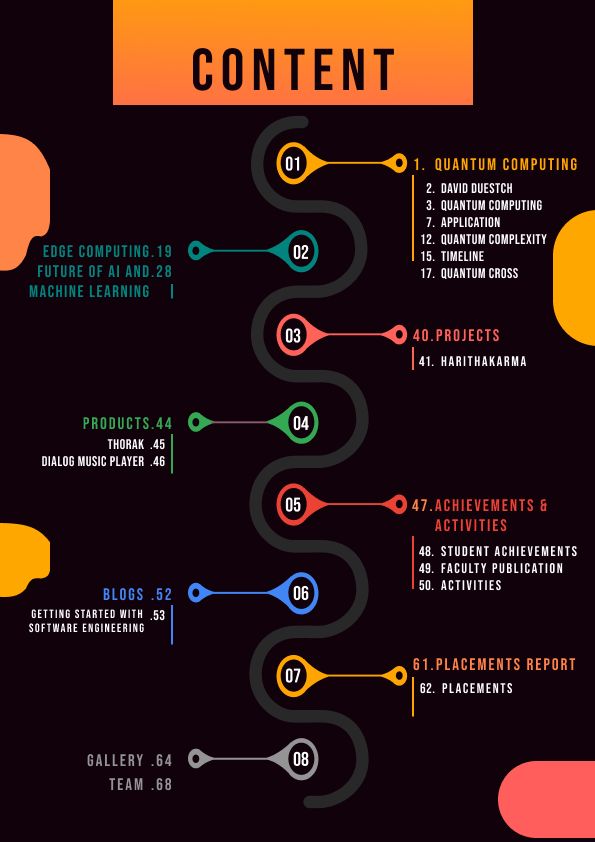 CONTENT
01
1. QUANTUM COMPUTING
2. DAVID DUESTCH
3. QUANTUM COMPUTING
7. APPLICATION
12. QUANTUM COMPLEXITY
15. TIMELINE
17. QUANTUM CROSS
02
EDGE COMPUTING.19
FUTURE OF AI AND.28
MACHINE LEARNING
03
40.PROJECTS
41. HARITHAKARMA
04
PRODUCTS.44
THORAK .45
DIALOG MUSIC PLAYER .46
05
47.ACHIEVEMENTS &
ACTIVITIES
48. STUDENT ACHIEVEMENTS
49. FACULTY PUBLICATION
50. ACTIVITIES
06
BLOGS .52
GETTING STARTED WITH .53
SOFTWARE ENGINEERING
07
61.PLACEMENTS REPORT
62. PLACEMENTS
08
GALLERY .64
TEAM .68